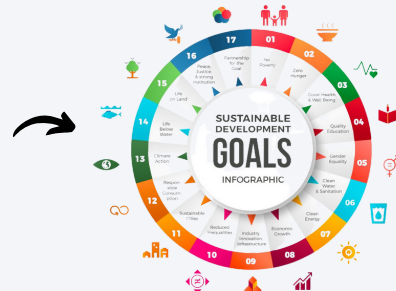 SUSTAINABLE
DEVELOPMENT
GOALS
INFOGRAPHIC
01
No
Poverty
02
Zero
Hunger
03
Good Health
& Well Being
04
Quality
Education
05
Gender
Equality
06
Clean
Water
& Sanitation
07
Clean
Energy
08
Economic
Growth
09
Industry
Innovation
Infrastructure
10
Reduced
Inequalities
11
Sustainable
Cities
12
13
Climate
Action
14
Life
Below
Water
15
Life
on Land
16
Peace,
Justice
& Strong
Institution
17
Partnership
for the
Goal